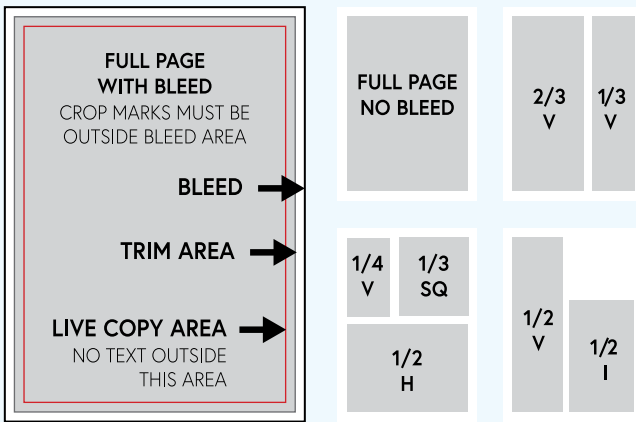 FULL PAGE
WITH BLEED
CROP MARKS MUST BE
OUTSIDE BLEED AREA
BLEED
TRIM AREA
LIVE COPY AREA
NO TEXT OUTSIDE
THIS AREA
FULL PAGE
NO BLEED
2/3
V
1/3
V
1/4
V
1/3
SQ
1/2
H
1/2
V
1/2
I